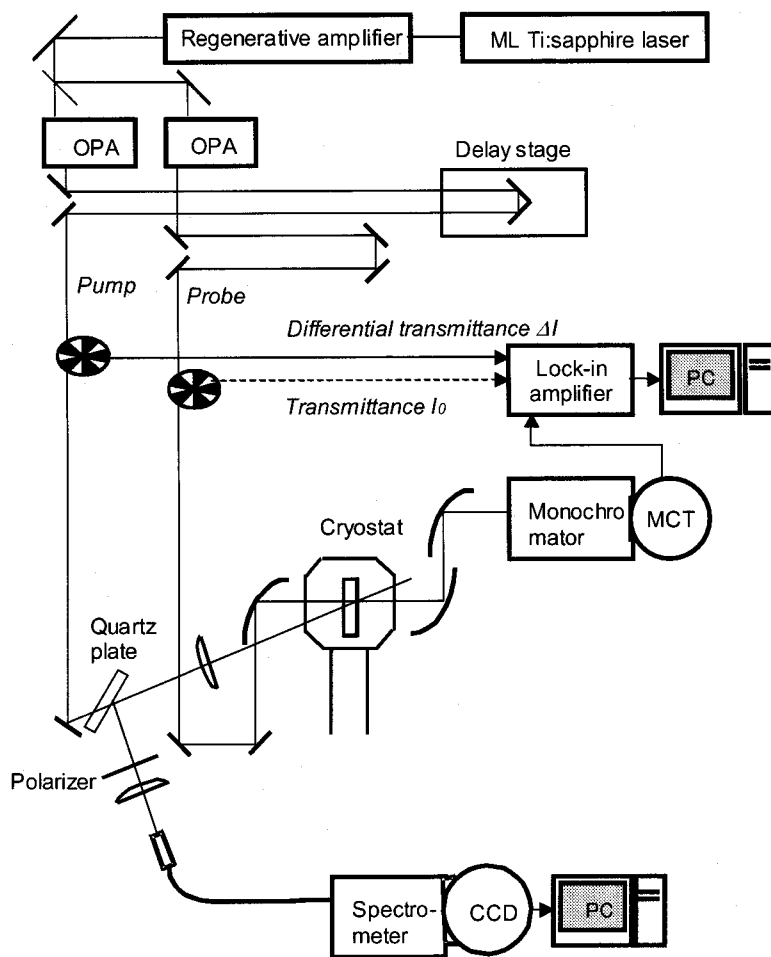 Regenerative amplifier
ML Ti:sapphire laser
OPA
OPA
Delay stage
Pump
Probe
Differential transmittance ΔI
Lock-in
amplifier
PC
Transmittance I0
Cryostat
Monochro
mator
MCT
Quartz
plate
Polarizer
Spectro-
meter
CCD
PC